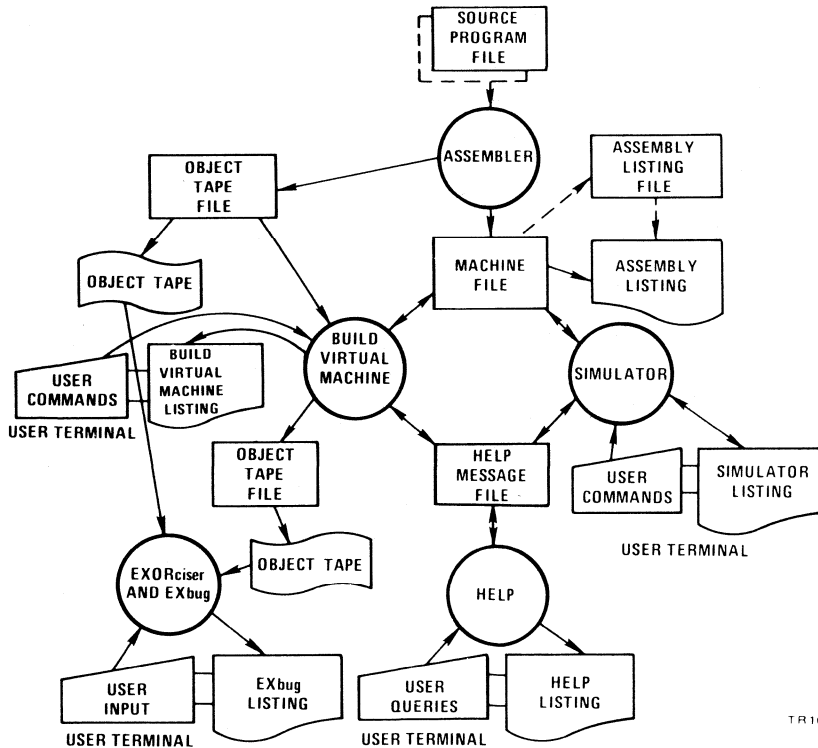 SOURCE
PROGRAM
FILE
ASSEMBLER
ASSEMBLY
LISTING
FILE
OBJECT
TAPE
FILE
MACHINE
FILE
ASSEMBLY
LISTING
OBJECT TAPE
BUILD
VIRTUAL
MACHINE
BUILD
VIRTUAL
MACHINE
LISTING
USER
COMMANDS
USER TERMINAL
SIMULATOR
OBJECT
TAPE
FILE
HELP
MESSAGE
FILE
USER
COMMANDS
SIMULATOR
LISTING
USER TERMINAL
OBJECT TAPE
EXORciser
AND EXbug
HELP
USER
INPUT
EXbug
LISTING
USER TERMINAL
USER
QUERIES
HELP
LISTING
USER TERMINAL